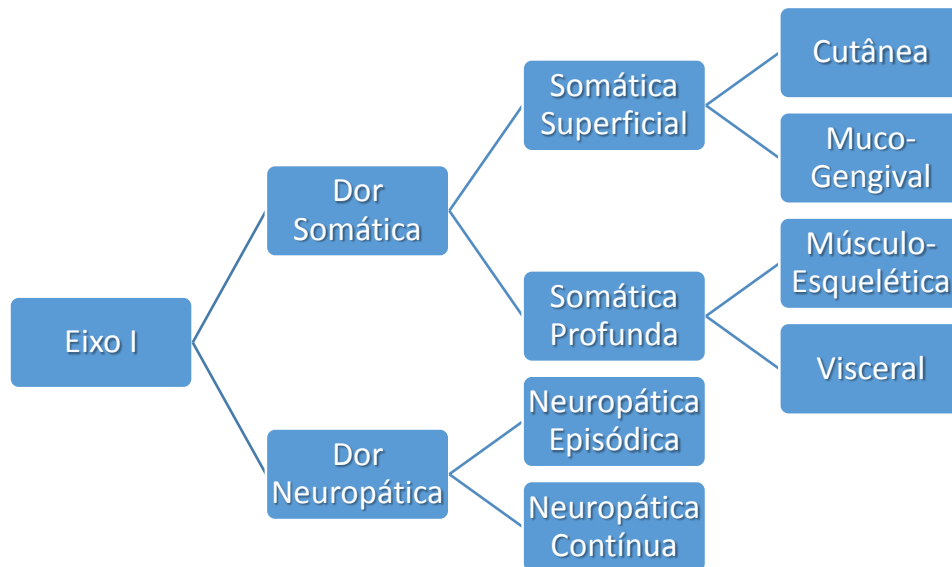 Eixo I
Dor
Somática
Somática
Superficial
Cutânea
Muco-
Gengival
Somática
Profunda
Músculo-
Esquelética
Visceral
Dor
Neuropática
Neuropática
Episódica
Neuropática
Contínua